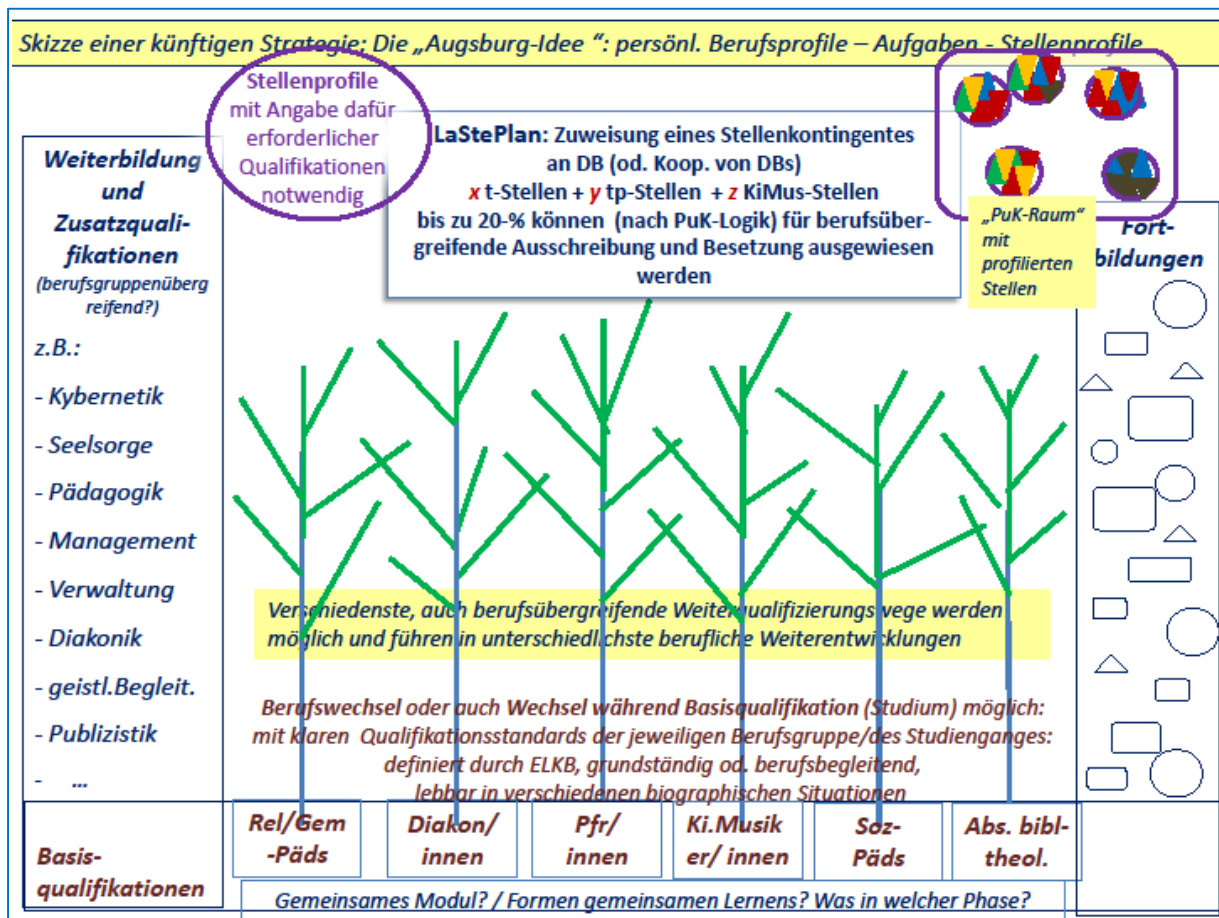 Skizze einer künftigen Strategie: Die „Augsburg-Idee “: persönl. Berufsprofile – Aufgaben - Stellenprofile
Stellenprofile
mit Angabe dafür
erforderlicher
Qualifikationen
notwendig
LaStePlan: Zuweisung eines Stellenkontingentes
an DB (od. Koop. von DBs)
x t-Stellen + y tp-Stellen + z KiMus-Stellen
bis zu 20-% können (nach PuK-Logik) für berufsüber-
greifende Ausschreibung und Besetzung ausgewiesen
werden
„PuK-Raum“
mit
profilierten
Stellen
Weiterbildung
und
Zusatzquali-
fikationen
(berufsgruppenüberg
reifend?)
z.B.:
- Kybernetik
- Seelsorge
- Pädagogik
- Management
- Verwaltung
- Diakonik
- geistl.Begleit.
- Publizistik
- ...
Fort-
bildungen
Verschiedenste, auch berufsübergreifende Weiterqualifizierungswege werden
möglich und führen in unterschiedlichste berufliche Weiterentwicklungen
Berufswechsel oder auch Wechsel während Basisqualifikation (Studium) möglich:
mit klaren Qualifikationsstandards der jeweiligen Berufsgruppe/des Studienganges:
definiert durch ELKB, grundständig od. berufsbegleitend,
lebbar in verschiedenen biographischen Situationen
Basis-
qualifikationen
Rel/Gem
-Päds
Diakon/
innen
Pfr/
innen
Ki.Musik
er/ innen
Soz-
Päds
Abs. bibl-
theol.
Gemeinsames Modul? / Formen gemeinsamen Lernens? Was in welcher Phase?